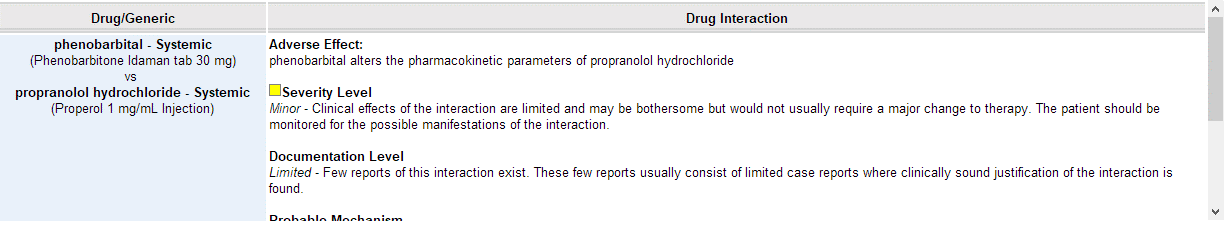 Drug/Generic
Drug Interaction
phenobarbital - Systemic
(Phenobarbitone Idaman tab 30 mg)
vs
propranolol hydrochloride - Systemic
(Properol 1 mg/mL Injection)
Adverse Effect:
phenobarbital alters the pharmacokinetic parameters of propranolol hydrochloride
Severity Level
Minor - Clinical effects of the interaction are limited and may be bothersome but would not usually require a major change to therapy. The patient should be
monitored for the possible manifestations of the interaction.
Documentation Level
Limited - Few reports of this interaction exist. These few reports usually consist of limited case reports where clinically sound justification of the interaction is
found.
Probable Mechanism